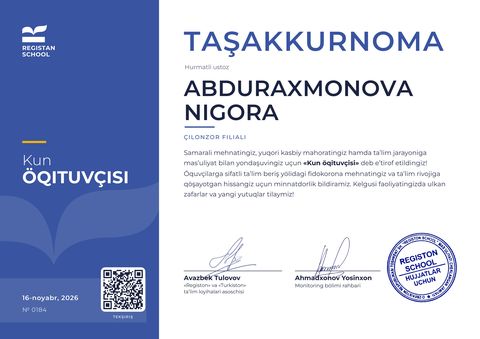 REGISTAN
SCHOOL
Kun
ÖQITUVÇISI
16-noyabr, 2026
№ 0184
TEKŞIRIŞ
TAŞAKKURNOMA
Hurmatli ustoz
ABDURAXMONOVA
NIGORA
ÇILONZOR FILIALI
Samarali mehnatingiz, yuqori kasbiy mahoratingiz hamda ta'lim jarayoniga
mas'uliyat bilan yondaşuvingiz uçun «Kun öqituvçisi» deb e'tirof etildingiz!
Öquvçilarga sifatli ta'lim beriş yölidagi fidokorona mehnatingiz va ta'lim rivojiga
qöşayotgan hissangiz uçun minnatdorlik bildiramiz. Kelgusi faoliyatingizda ulkan
zafarlar va yangi yutuqlar tilaymiz!
Avazbek Tulovov
«Registon» va «Turkiston»
ta'lim loyihalari asosçisi
Ahmadxonov Yosinxon
Monitoring bölimi rahbari
REGISTON
SCHOOL
HUJJATLAR
UCHUN